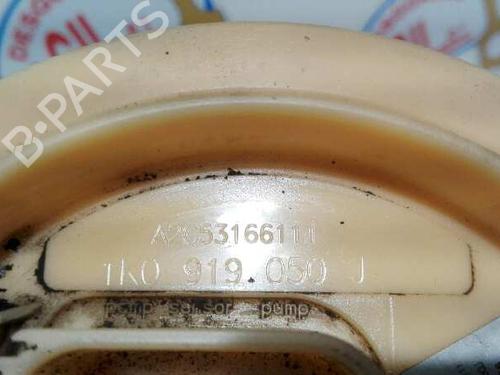 B-PARTS
A2C53166111
1K0 919 050 J
pump sensor pump